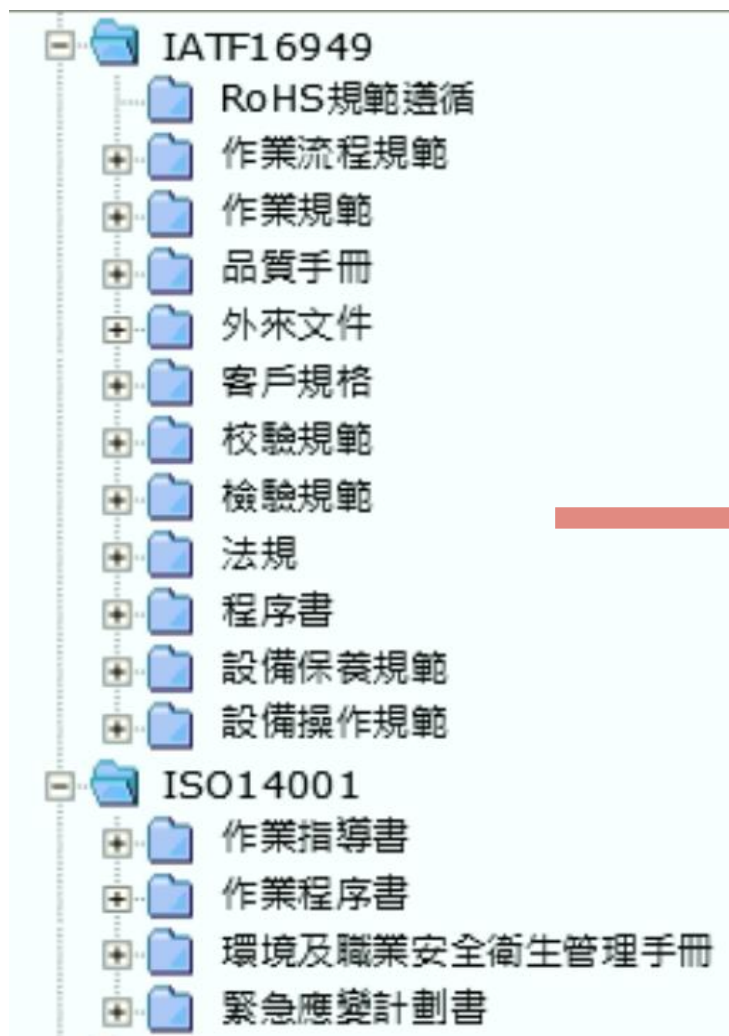 IATF16949
RoHS規範遵循
作業流程規範
作業規範
品質手冊
外來文件
客戶規格
校驗規範
檢驗規範
法規
程序書
設備保養規範
設備操作規範
ISO14001
作業指導書
作業程序書
環境及職業安全衛生管理手冊
緊急應變計劃書